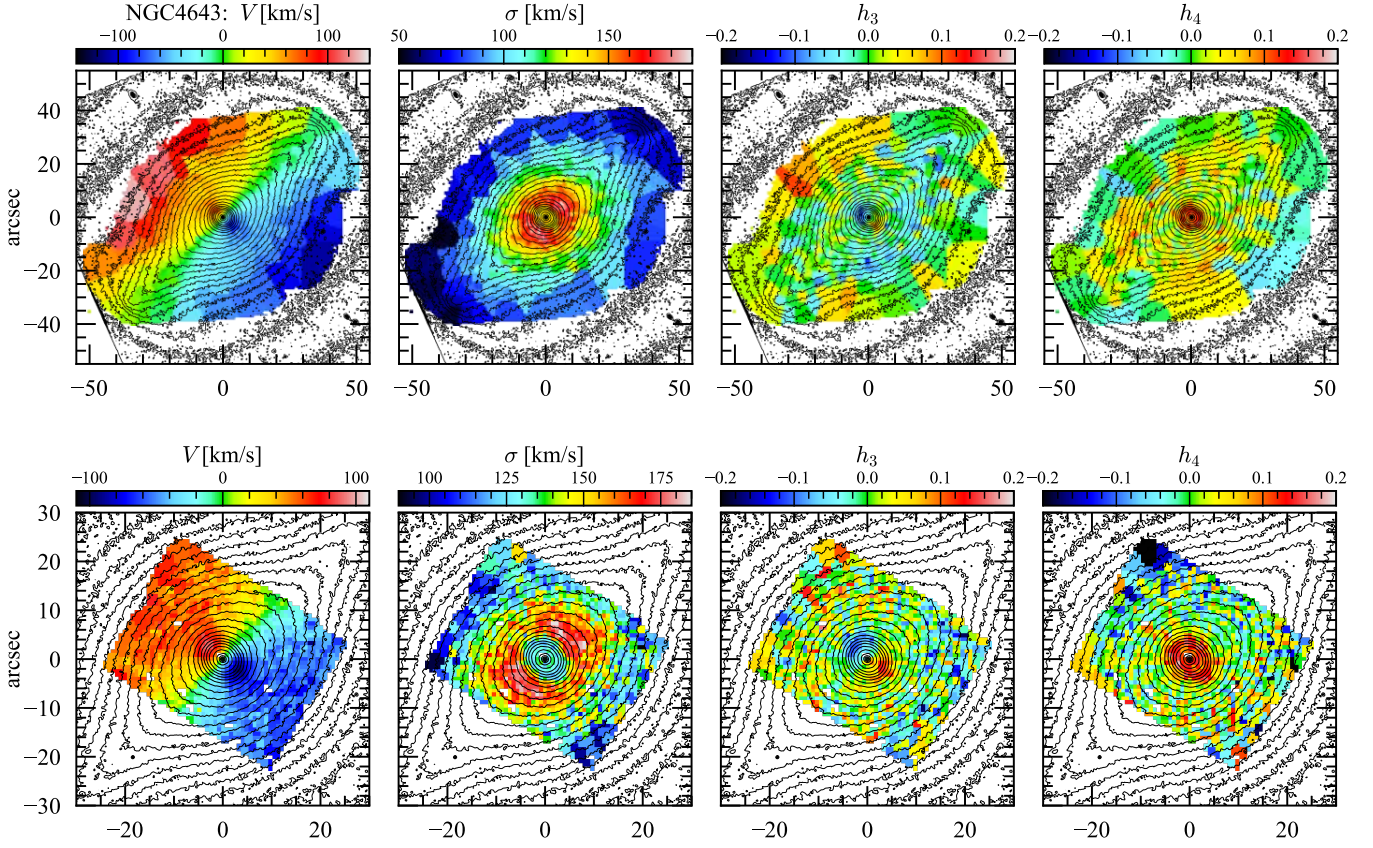 NGC4643: V [km/s] σ [km/s] h₃ h₄
−100 0 100 50 100 150 −0.2 −0.1 0.0 0.1 0.2 −0.2 −0.1 0.0 0.1 0.2
40
20
0
−20
−40
arcsec
−50 0 50 −50 0 50 −50 0 50 −50 0 50
V [km/s] σ [km/s] h₃ h₄
−100 0 100 100 125 150 175 −0.2 −0.1 0.0 0.1 0.2 −0.2 −0.1 0.0 0.1 0.2
30
20
10
0
−10
−20
−30
arcsec
−20 0 20 −20 0 20 −20 0 20 −20 0 20